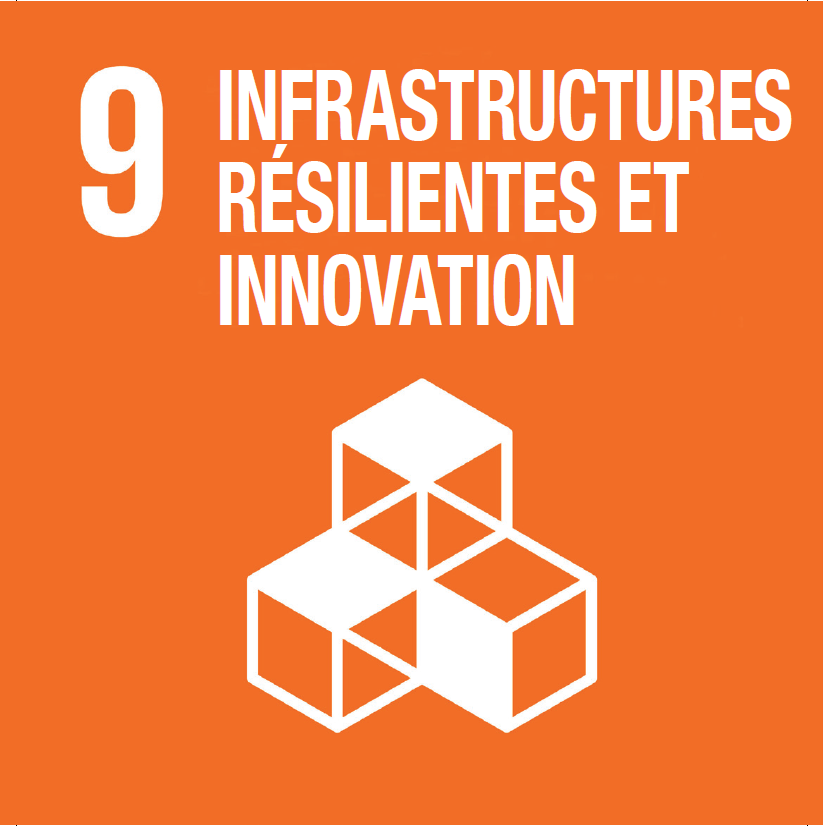 9
INFRASTRUCTURES
RÉSILIENTES ET
INNOVATION